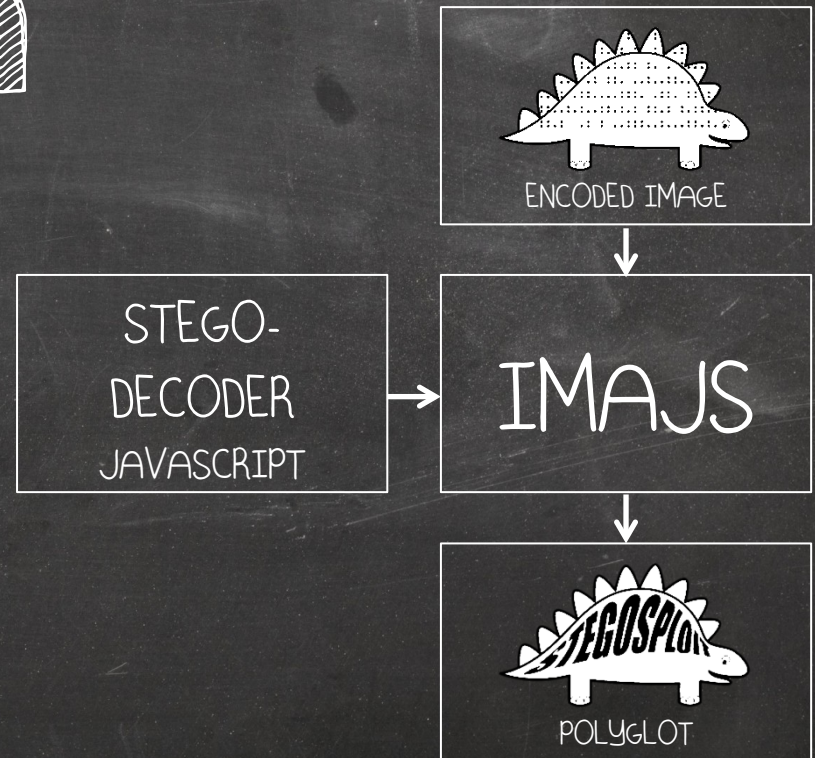 ENCODED IMAGE
STEGO-
DECODER
JAVASCRIPT
IMAJS
STEGOSPLOIT
POLYGLOT